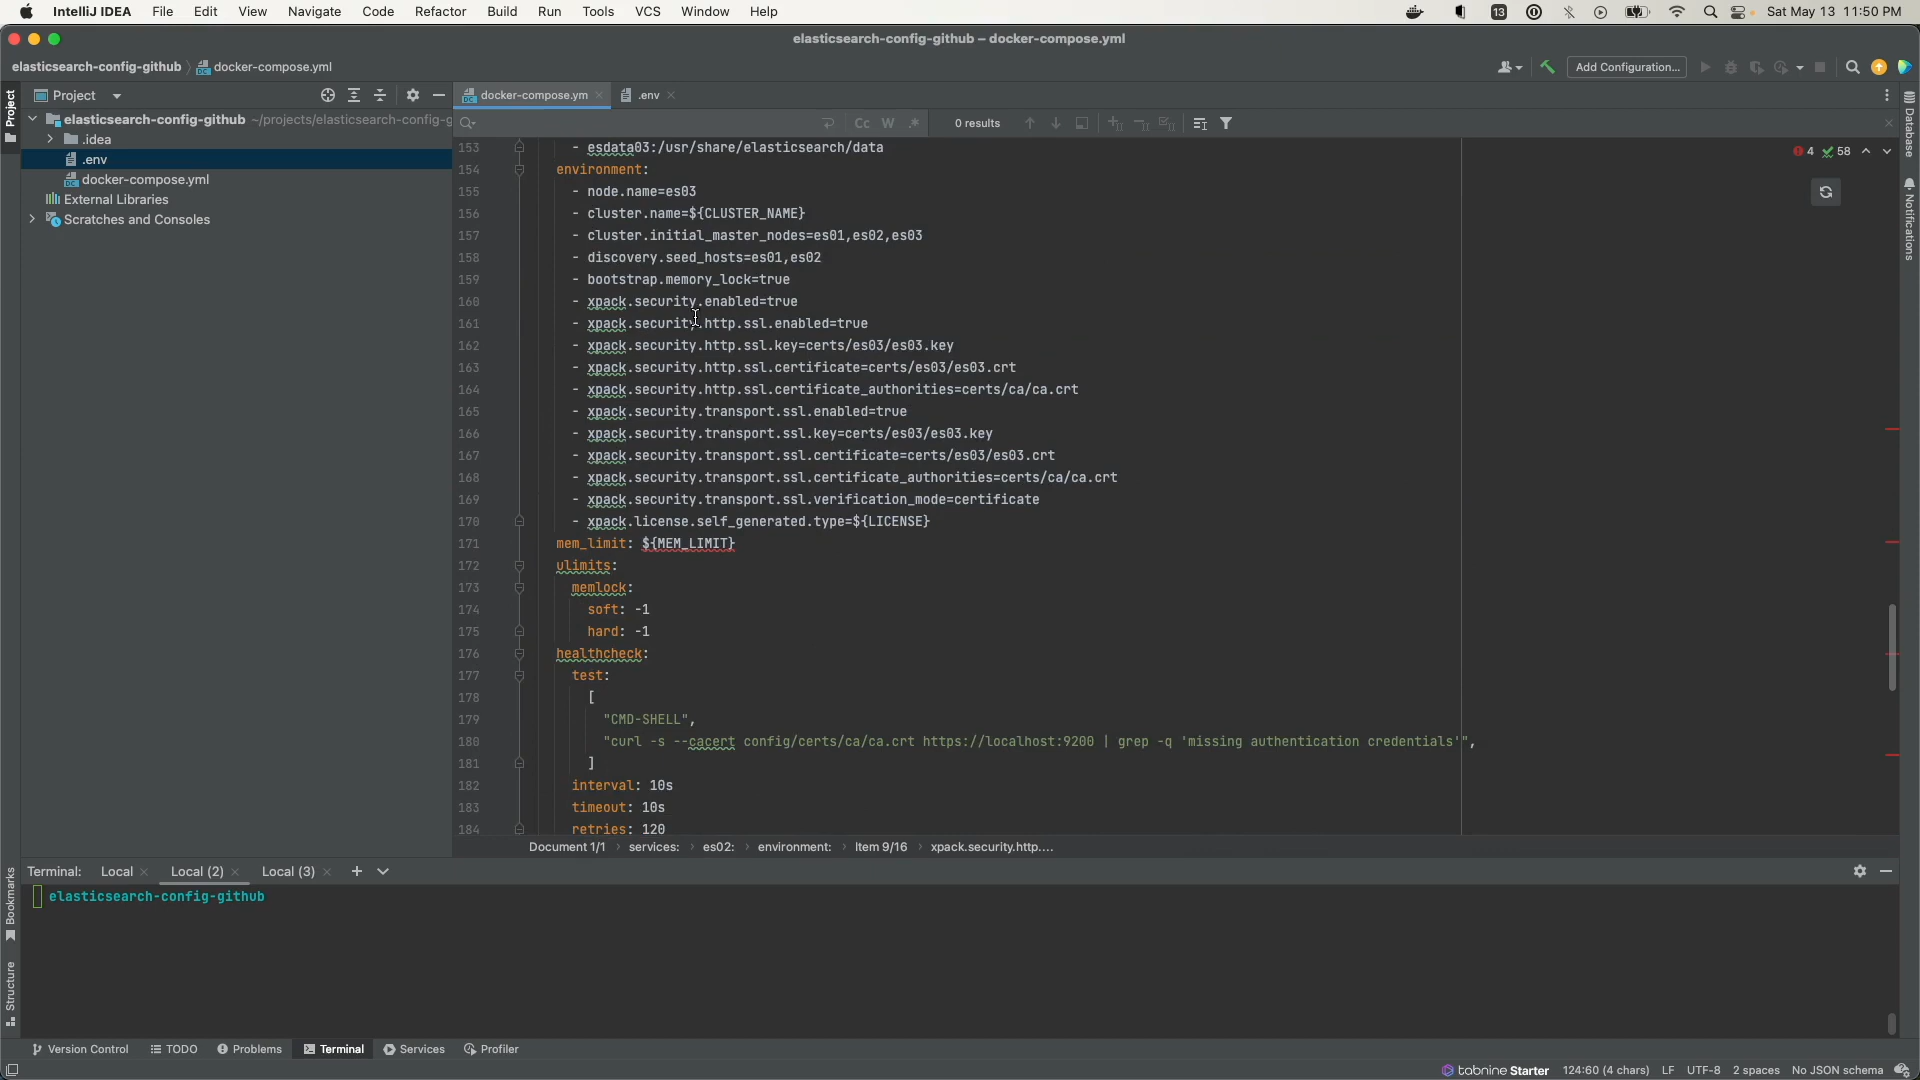 IntelliJ IDEA File Edit View Navigate Code Refactor Build Run Tools VCS Window Help 13 Sat May 13 11:50 PM
elasticsearch-config-github – docker-compose.yml
elasticsearch-config-github docker-compose.yml Add Configuration...
Project docker-compose.ym .env
elasticsearch-config-github ~/projects/elasticsearch-config-g
Cc W .* 0 results
.idea
.env
docker-compose.yml
External Libraries
Scratches and Consoles
Project
Bookmarks
Structure
Database
Notifications
4 58
153 - esdata03:/usr/share/elasticsearch/data
154 environment:
155 - node.name=es03
156 - cluster.name=${CLUSTER_NAME}
157 - cluster.initial_master_nodes=es01,es02,es03
158 - discovery.seed_hosts=es01,es02
159 - bootstrap.memory_lock=true
160 - xpack.security.enabled=true
161 - xpack.security.http.ssl.enabled=true
162 - xpack.security.http.ssl.key=certs/es03/es03.key
163 - xpack.security.http.ssl.certificate=certs/es03/es03.crt
164 - xpack.security.http.ssl.certificate_authorities=certs/ca/ca.crt
165 - xpack.security.transport.ssl.enabled=true
166 - xpack.security.transport.ssl.key=certs/es03/es03.key
167 - xpack.security.transport.ssl.certificate=certs/es03/es03.crt
168 - xpack.security.transport.ssl.certificate_authorities=certs/ca/ca.crt
169 - xpack.security.transport.ssl.verification_mode=certificate
170 - xpack.license.self_generated.type=${LICENSE}
171 mem_limit: ${MEM_LIMIT}
172 ulimits:
173 memlock:
174 soft: -1
175 hard: -1
176 healthcheck:
177 test:
178 [
179 "CMD-SHELL",
180 "curl -s --cacert config/certs/ca/ca.crt https://localhost:9200 | grep -q 'missing authentication credentials'",
181 ]
182 interval: 10s
183 timeout: 10s
184 retries: 120
Document 1/1 › services: › es02: › environment: › Item 9/16 › xpack.security.http....
Terminal: Local Local (2) Local (3)
elasticsearch-config-github
Version Control TODO Problems Terminal Services Profiler
tabnine Starter 124:60 (4 chars) LF UTF-8 2 spaces No JSON schema